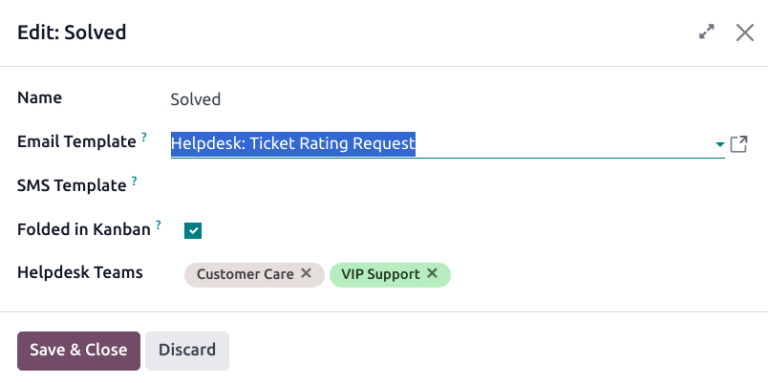 Edit: Solved
Name Solved
Email Template ? Helpdesk: Ticket Rating Request
SMS Template ?
Folded in Kanban ?
Helpdesk Teams Customer Care VIP Support
Save & Close Discard